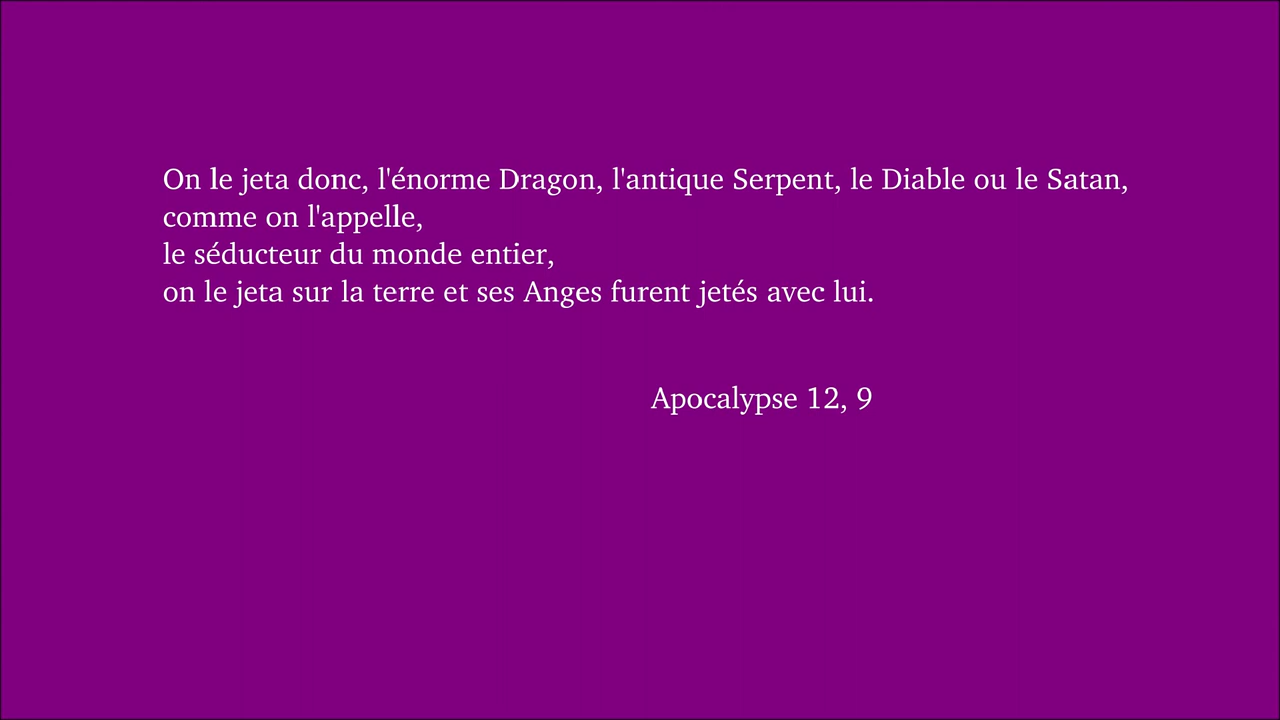 On le jeta donc, l'énorme Dragon, l'antique Serpent, le Diable ou le Satan,
comme on l'appelle,
le séducteur du monde entier,
on le jeta sur la terre et ses Anges furent jetés avec lui.
Apocalypse 12, 9